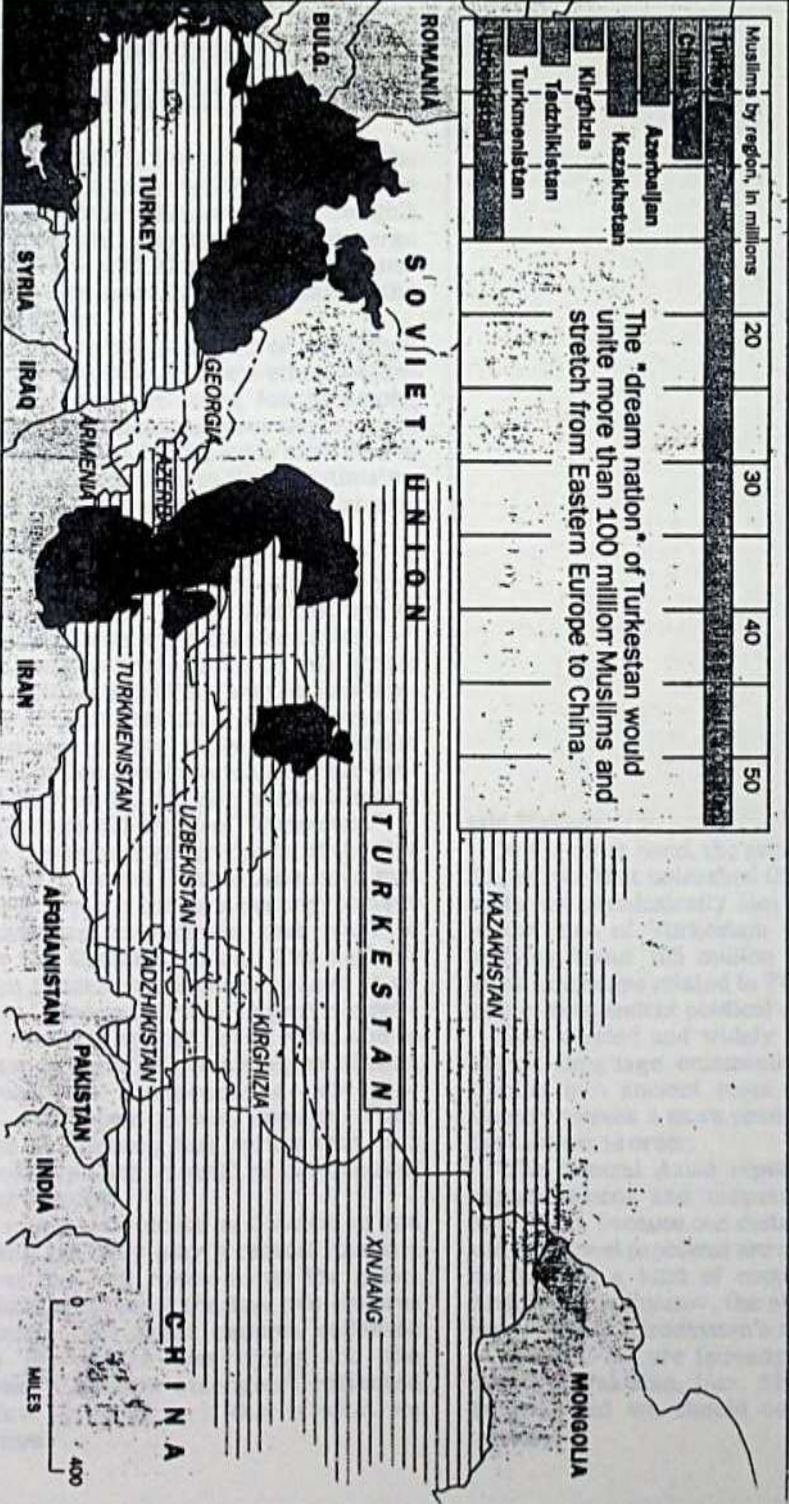 Muslims by region, in millions
20
30
40
50
Turkey
China
Azerbaijan
Kazakhstan
Kirghizia
Tadzhikistan
Turkmenistan
Uzbekistan
The "dream nation" of Turkestan would
unite more than 100 million Muslims and
stretch from Eastern Europe to China.
ROMANIA
BULG.
SOVIET UNION
TURKEY
GEORGIA
ARMENIA
AZERB.
SYRIA
IRAQ
IRAN
TURKESTAN
KAZAKHSTAN
UZBEKISTAN
TURKMENISTAN
KIRGHIZIA
TADZHIKISTAN
AFGHANISTAN
PAKISTAN
INDIA
XINJIANG
MONGOLIA
CHINA
0
400
MILES